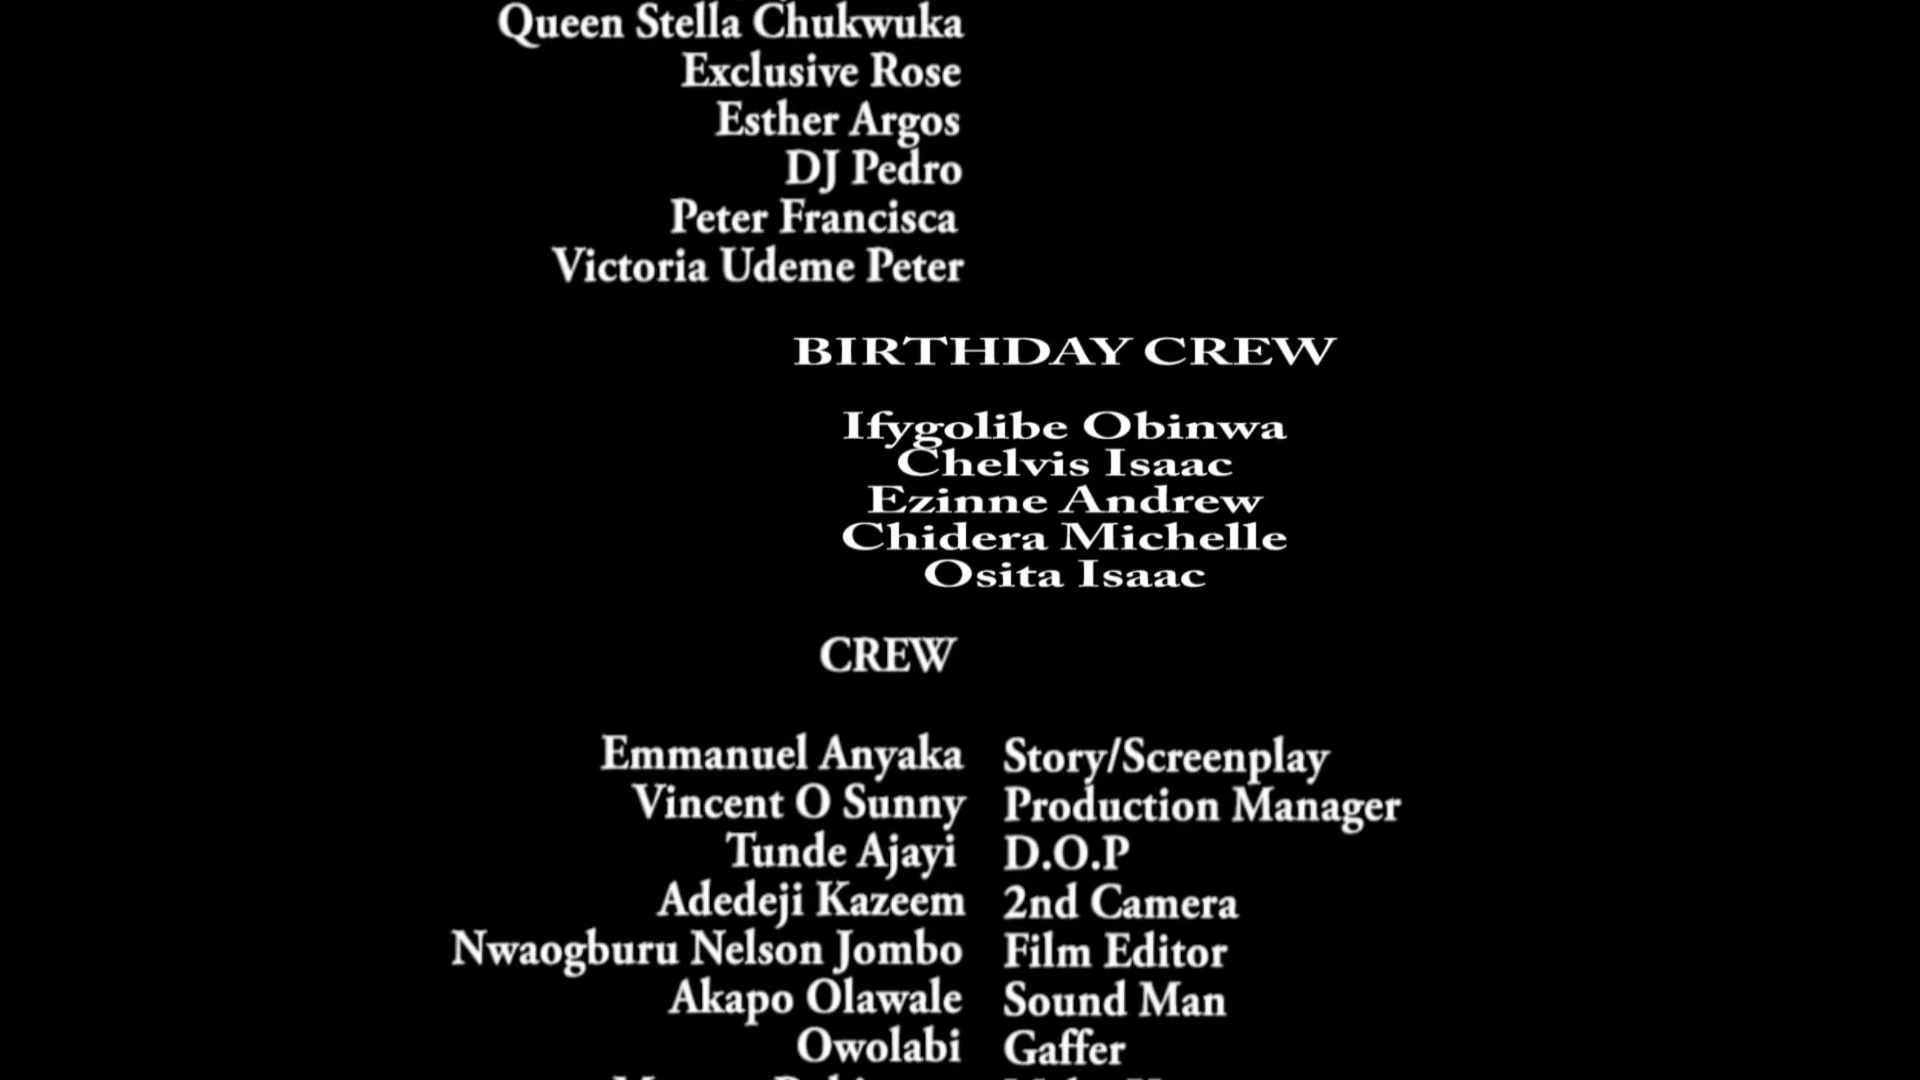 Queen Stella Chukwuka
Exclusive Rose
Esther Argos
DJ Pedro
Peter Francisca
Victoria Udeme Peter
BIRTHDAY CREW
Ifygolibe Obinwa
Chelvis Isaac
Ezinne Andrew
Chidera Michelle
Osita Isaac
CREW
Emmanuel Anyaka Story/Screenplay
Vincent O Sunny Production Manager
Tunde Ajayi D.O.P
Adedeji Kazeem 2nd Camera
Nwaogburu Nelson Jombo Film Editor
Akapo Olawale Sound Man
Owolabi Gaffer